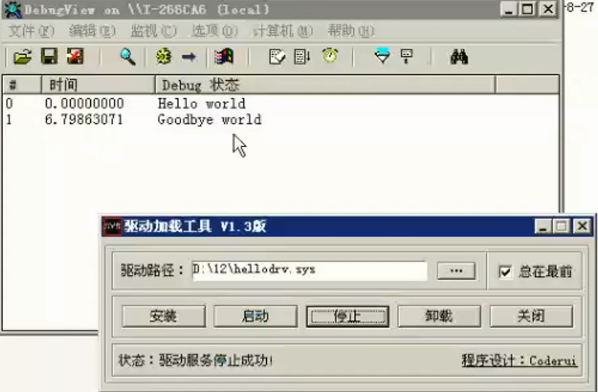 DebugView on \\I-266CA6 (local)
-8-27
文件(F) 编辑(E) 监视(C) 选项(O) 计算机(M) 帮助(H)
# 时间 Debug 状态
0 0.00000000 Hello world
1 6.79863071 Goodbye world
驱动加载工具 V1.3版
驱动路径： D:\12\hellodrv.sys ... 总在最前
安装 启动 停止 卸载 关闭
状态：驱动服务停止成功! 程序设计：Coderui